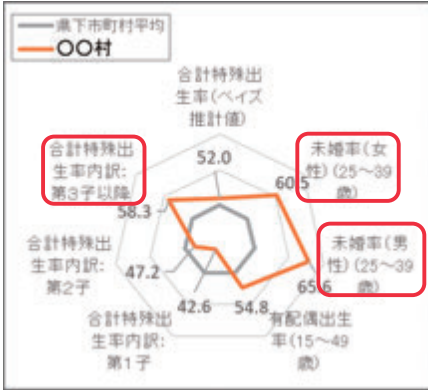 県下市町村平均
〇〇村
合計特殊出
生率(ベイズ
推計値)
52.0
未婚率(女
性)(25～39
歳)
60.5
未婚率(男
性)(25～39
歳)
65.6
有配偶出生
率(15～49
歳)
54.8
合計特殊出
生率内訳:
第1子
42.6
合計特殊出
生率内訳:
第2子
47.2
合計特殊出
生率内訳:
第3子以降
58.3